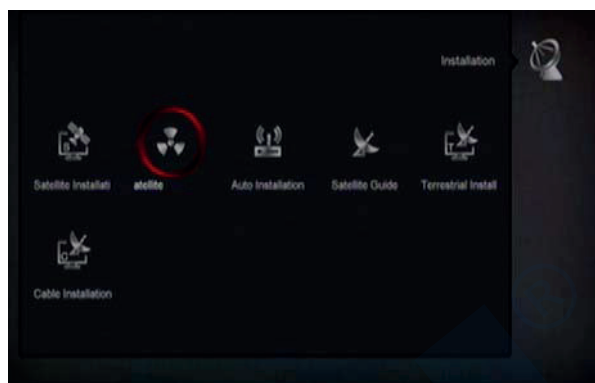 Installation
Satellite Installati
atellite
Auto Installation
Satellite Guide
Terrestrial Install
Cable Installation